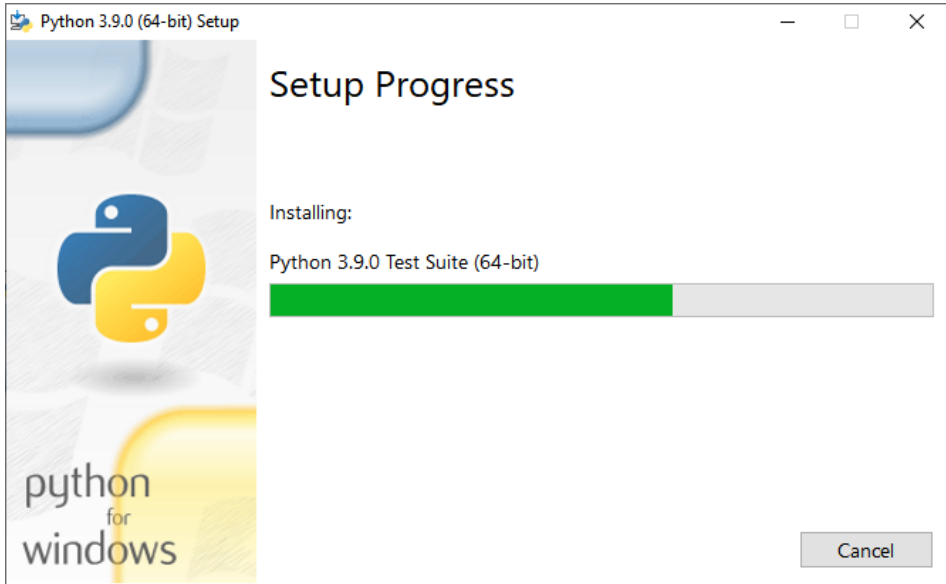 Python 3.9.0 (64-bit) Setup
Setup Progress
Installing:
Python 3.9.0 Test Suite (64-bit)
python
for
windows
Cancel